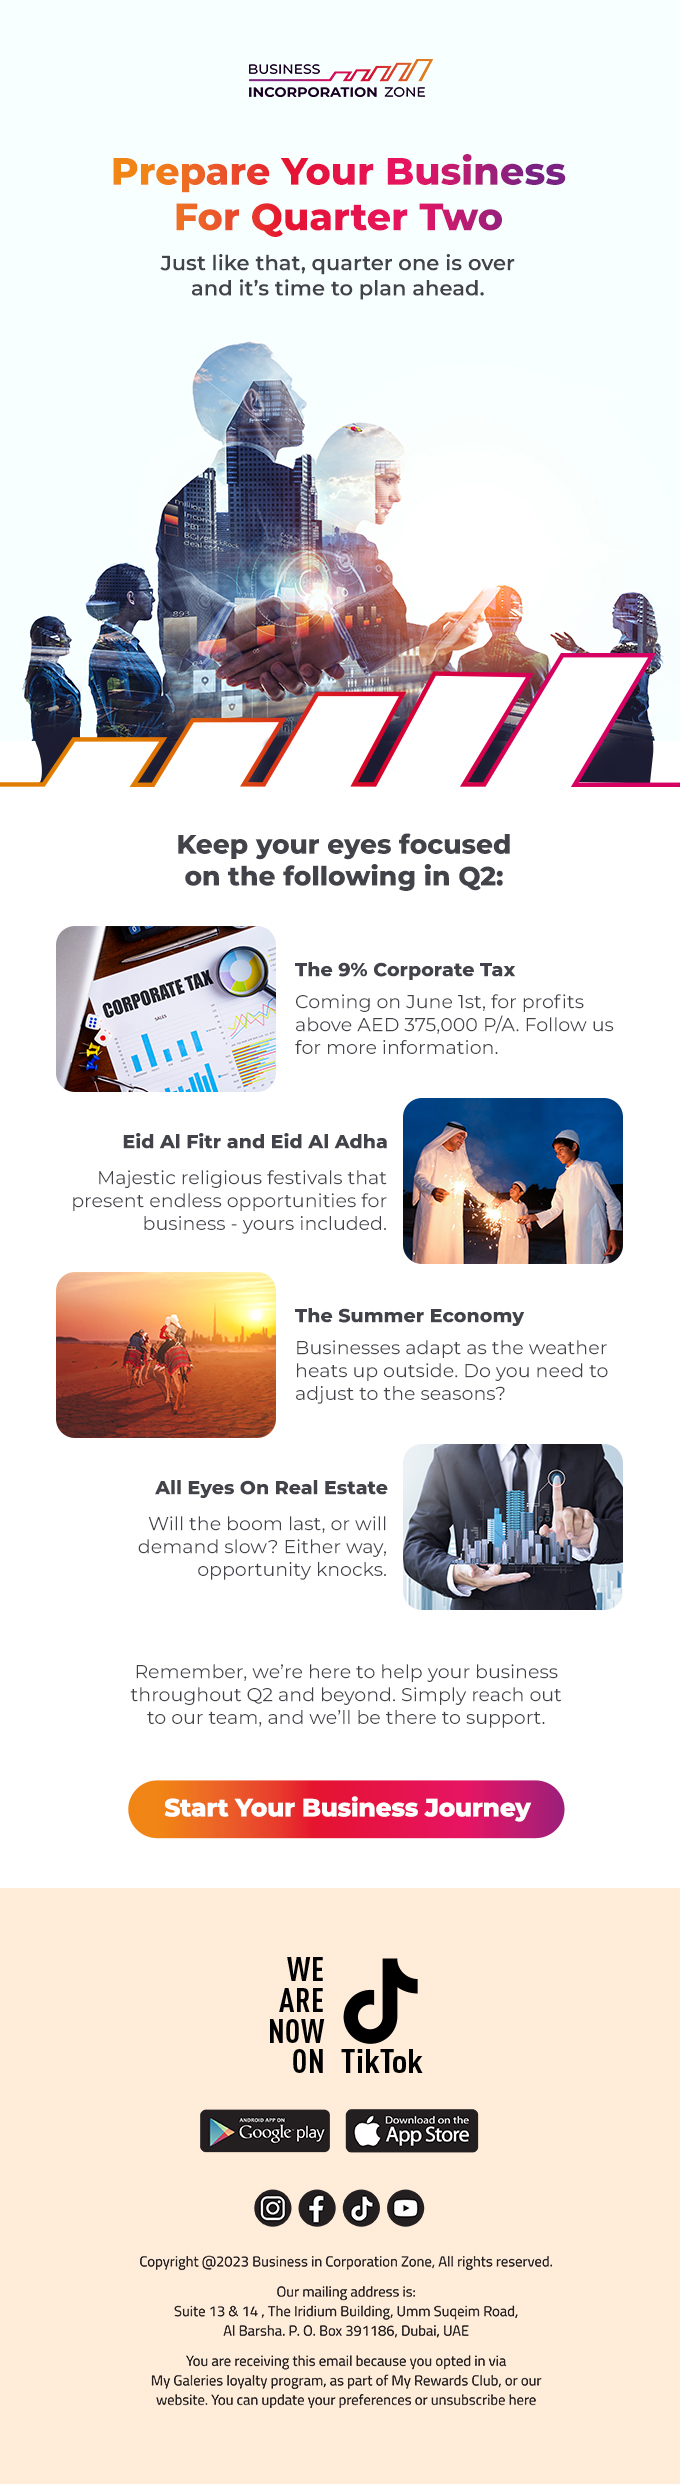 BUSINESS
INCORPORATION ZONE
Prepare Your Business
For Quarter Two
Just like that, quarter one is over
and it's time to plan ahead.
893
Keep your eyes focused
on the following in Q2:
CORPORATE TAX
SALES
The 9% Corporate Tax
Coming on June 1st, for profits
above AED 375,000 P/A. Follow us
for more information.
Eid Al Fitr and Eid Al Adha
Majestic religious festivals that
present endless opportunities for
business - yours included.
The Summer Economy
Businesses adapt as the weather
heats up outside. Do you need to
adjust to the seasons?
All Eyes On Real Estate
Will the boom last, or will
demand slow? Either way,
opportunity knocks.
Remember, we're here to help your business
throughout Q2 and beyond. Simply reach out
to our team, and we'll be there to support.
Start Your Business Journey
WE
ARE
NOW
ON TikTok
ANDROID APP ON
Google play
Download on the
App Store
Copyright @2023 Business in Corporation Zone, All rights reserved.
Our mailing address is:
Suite 13 & 14 , The Iridium Building, Umm Suqeim Road,
Al Barsha. P. O. Box 391186, Dubai, UAE
You are receiving this email because you opted in via
My Galeries loyalty program, as part of My Rewards Club, or our
website. You can update your preferences or unsubscribe here